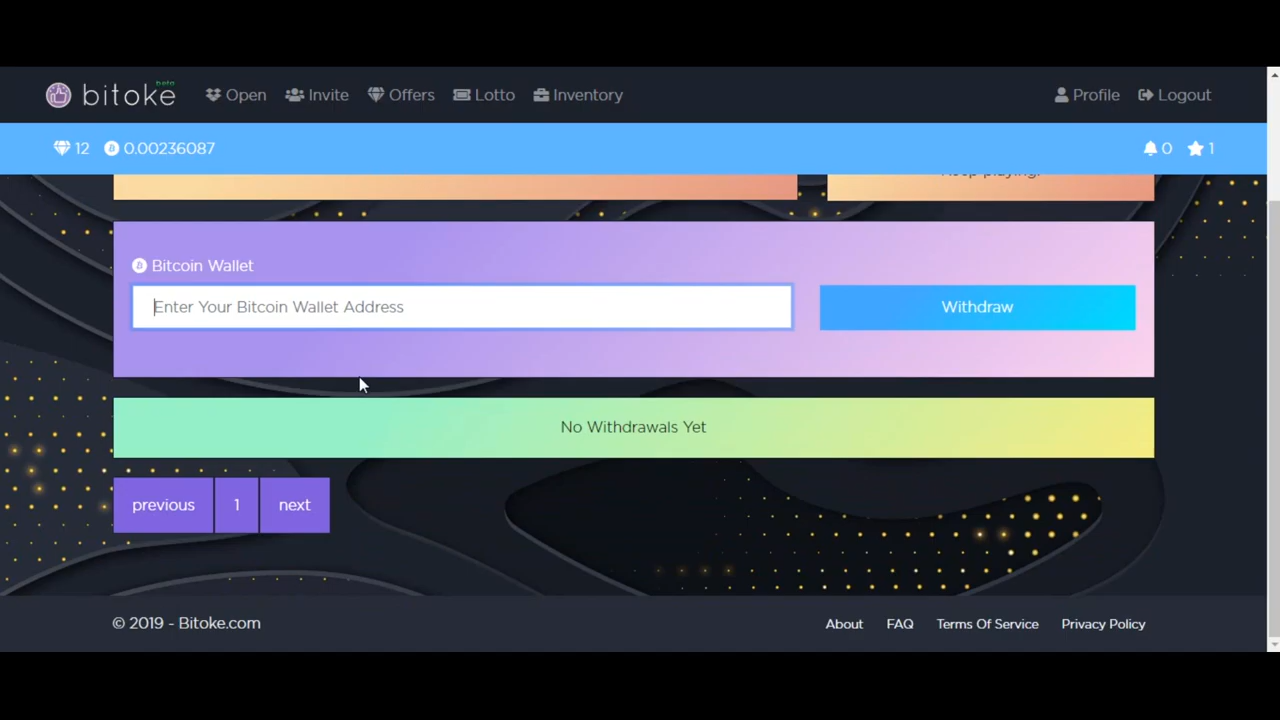 bitoke beta Open Invite Offers Lotto Inventory Profile Logout
12 0.00236087 0 1
Keep playing!
Bitcoin Wallet
Enter Your Bitcoin Wallet Address Withdraw
No Withdrawals Yet
previous 1 next
© 2019 - Bitoke.com About FAQ Terms Of Service Privacy Policy